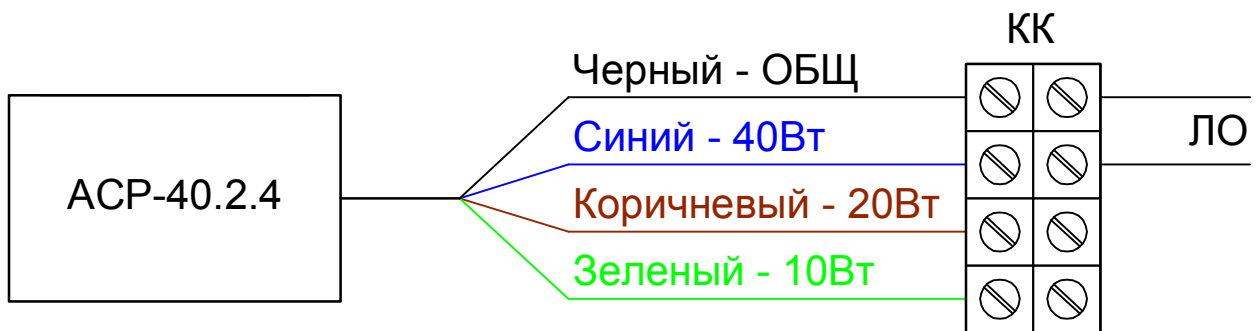 КК
Черный - ОБЩ
Синий - 40Вт
ЛО
АСР-40.2.4
Коричневый - 20Вт
Зеленый - 10Вт